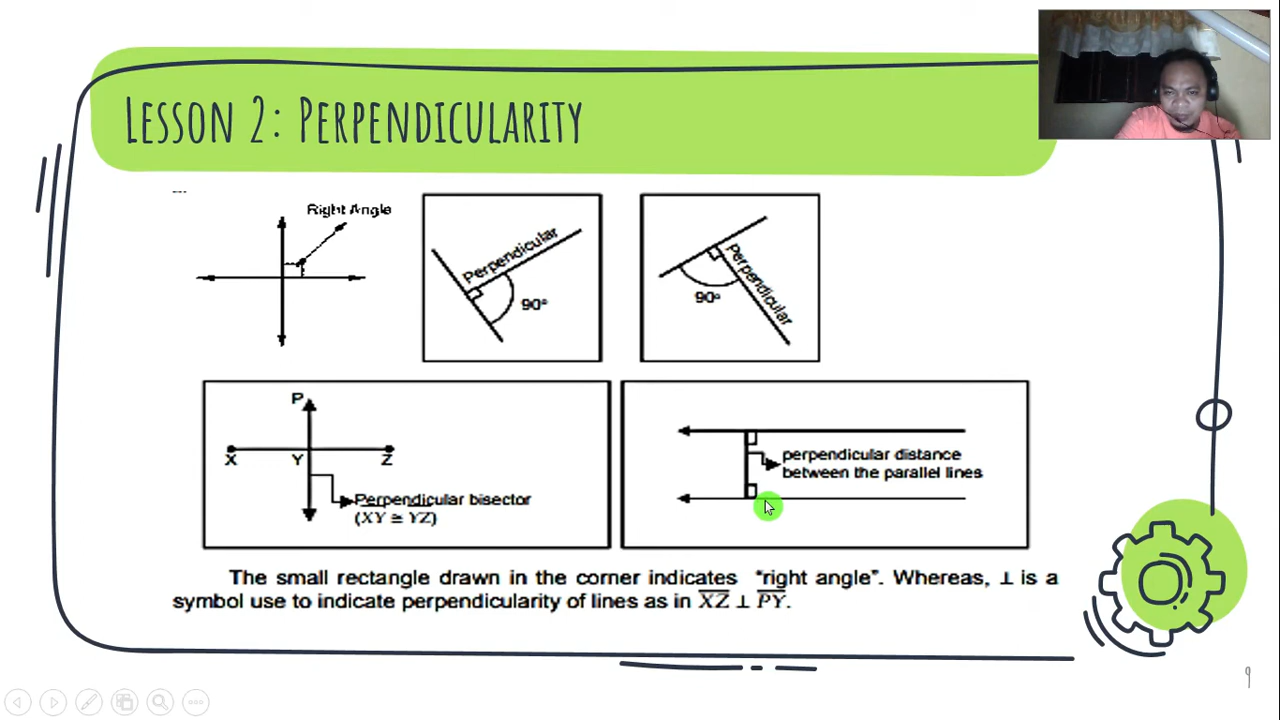 LESSON 2: PERPENDICULARITY
Right Angle
Perpendicular
90°
Perpendicular
90°
P
X
Y
Z
Perpendicular bisector
(XY ≅ YZ)
perpendicular distance
between the parallel lines
The small rectangle drawn in the corner indicates "right angle". Whereas, ⊥ is a
symbol use to indicate perpendicularity of lines as in X̅Z̅ ⊥ P̅Y̅.
9